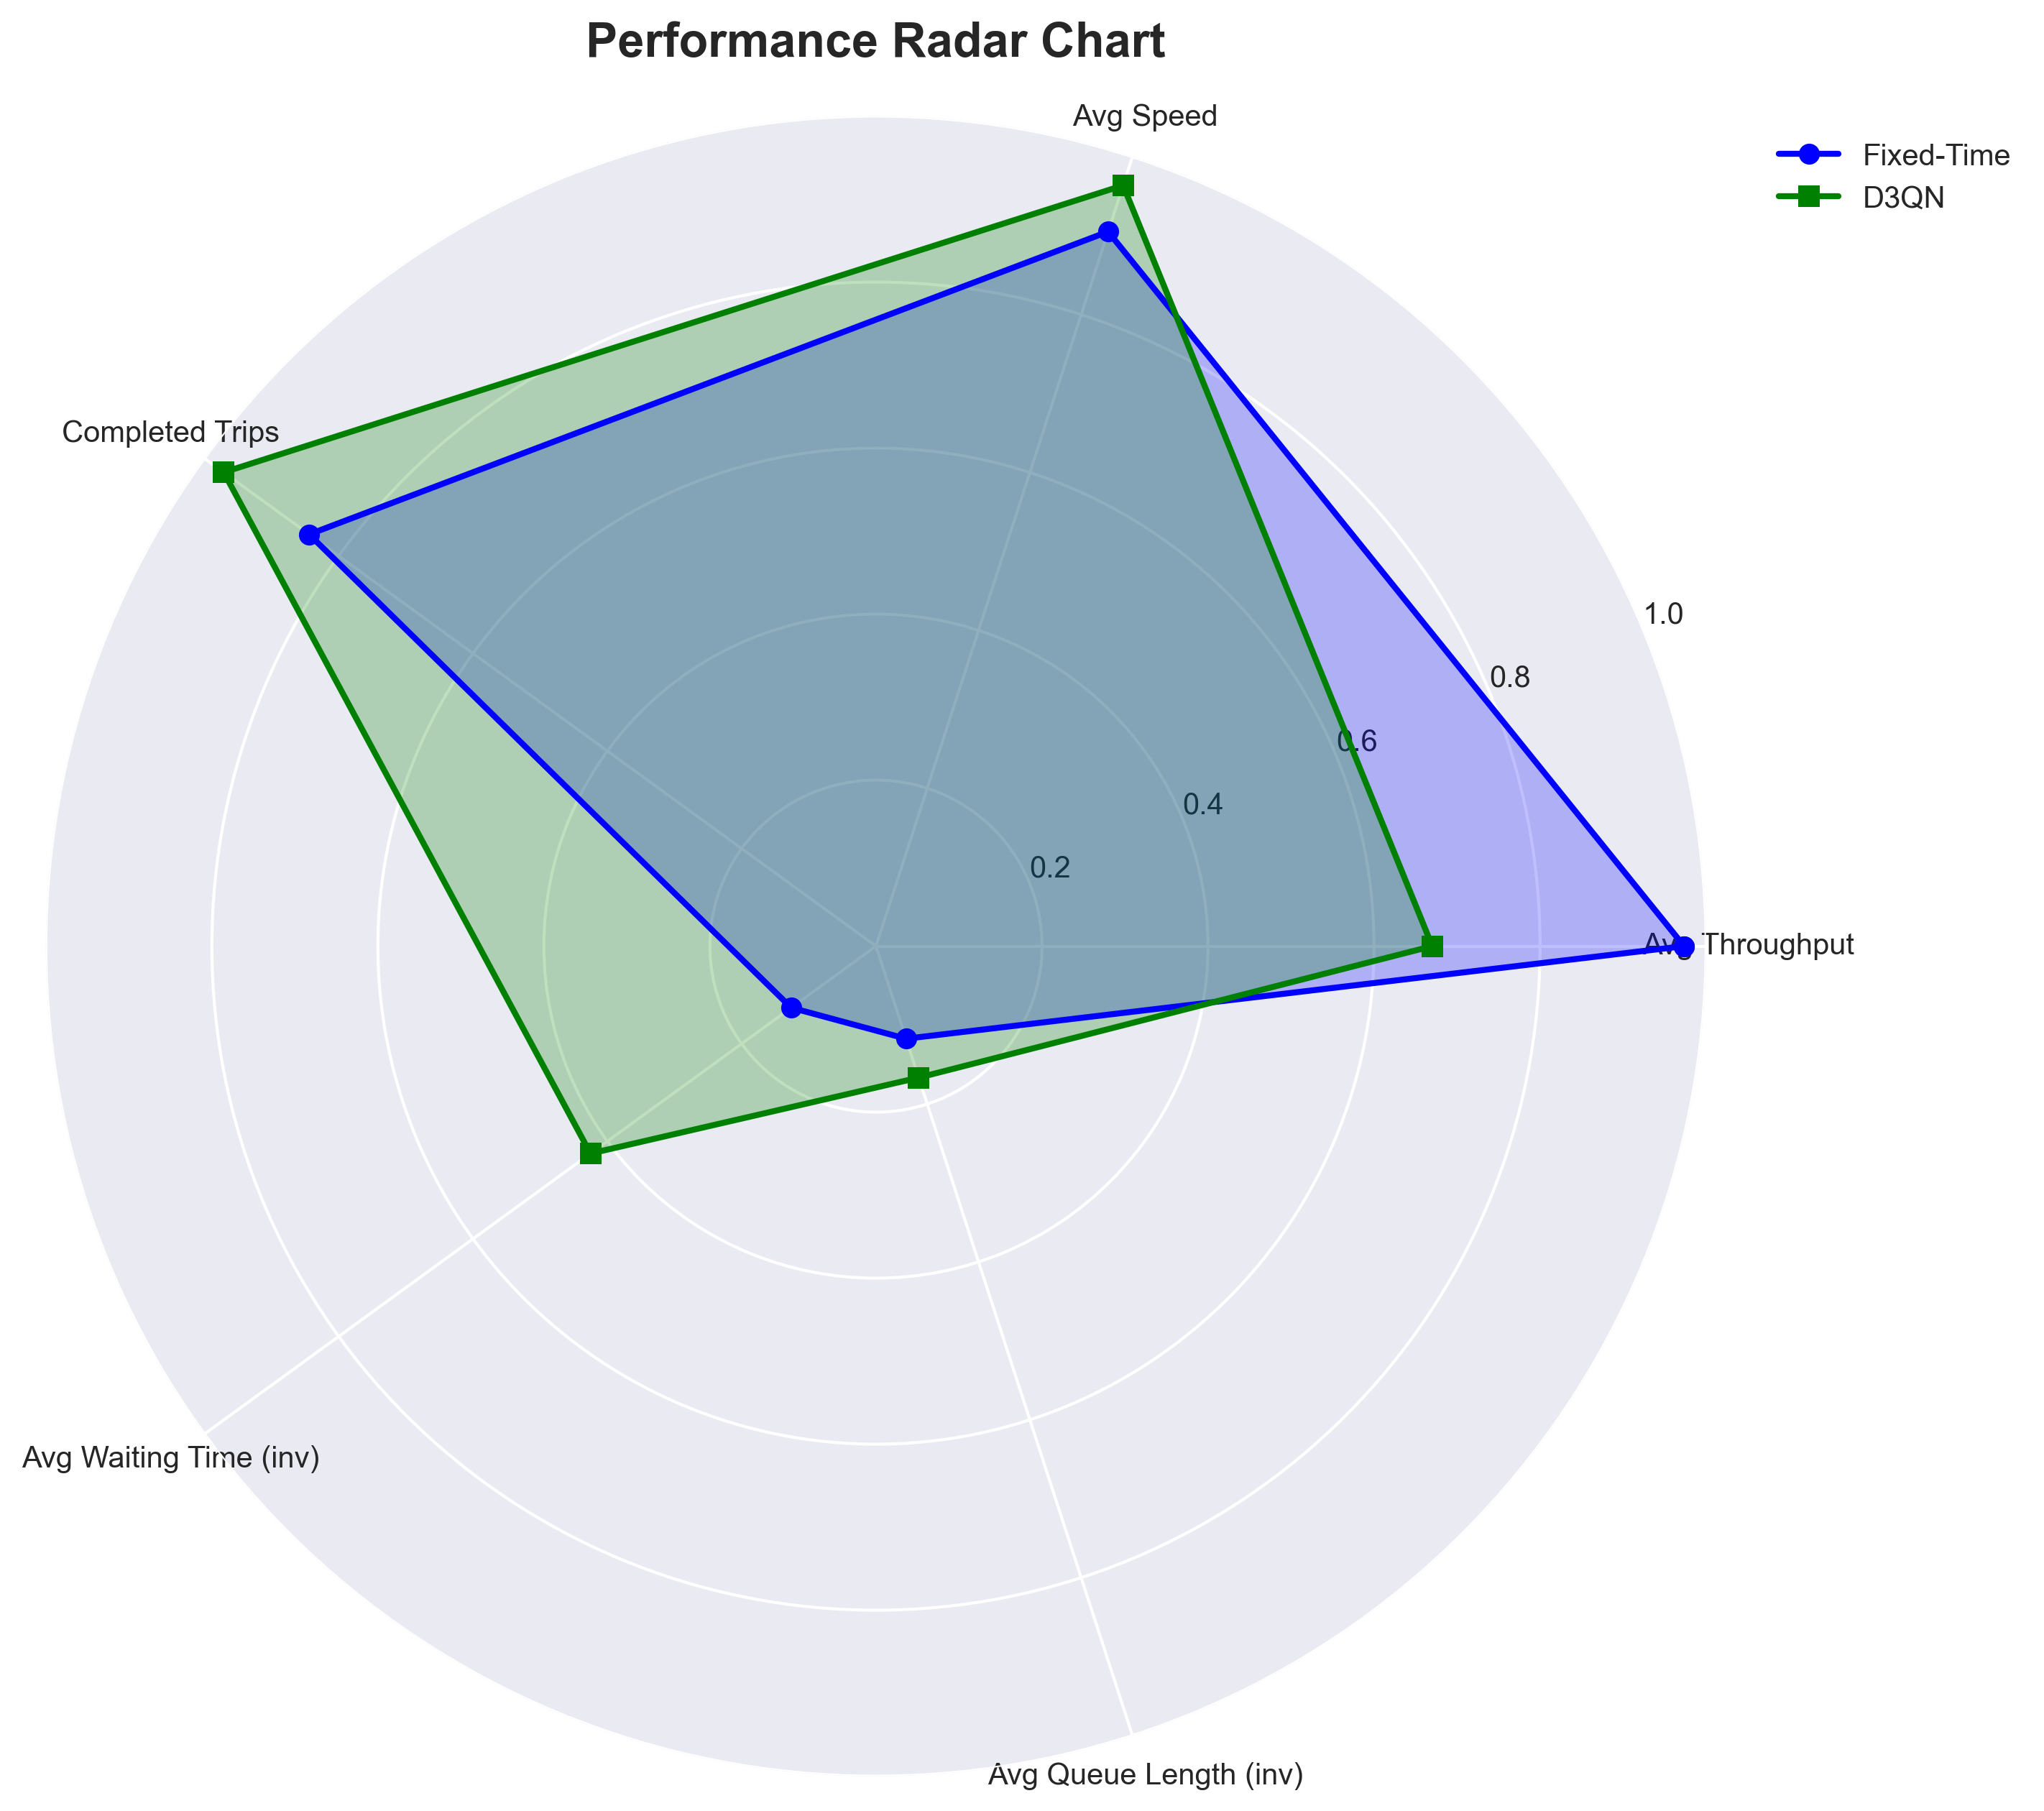 Performance Radar Chart
Avg Speed
Fixed-Time
D3QN
Completed Trips
1.0
0.8
0.6
0.4
0.2
Avg Throughput
Avg Waiting Time (inv)
Avg Queue Length (inv)